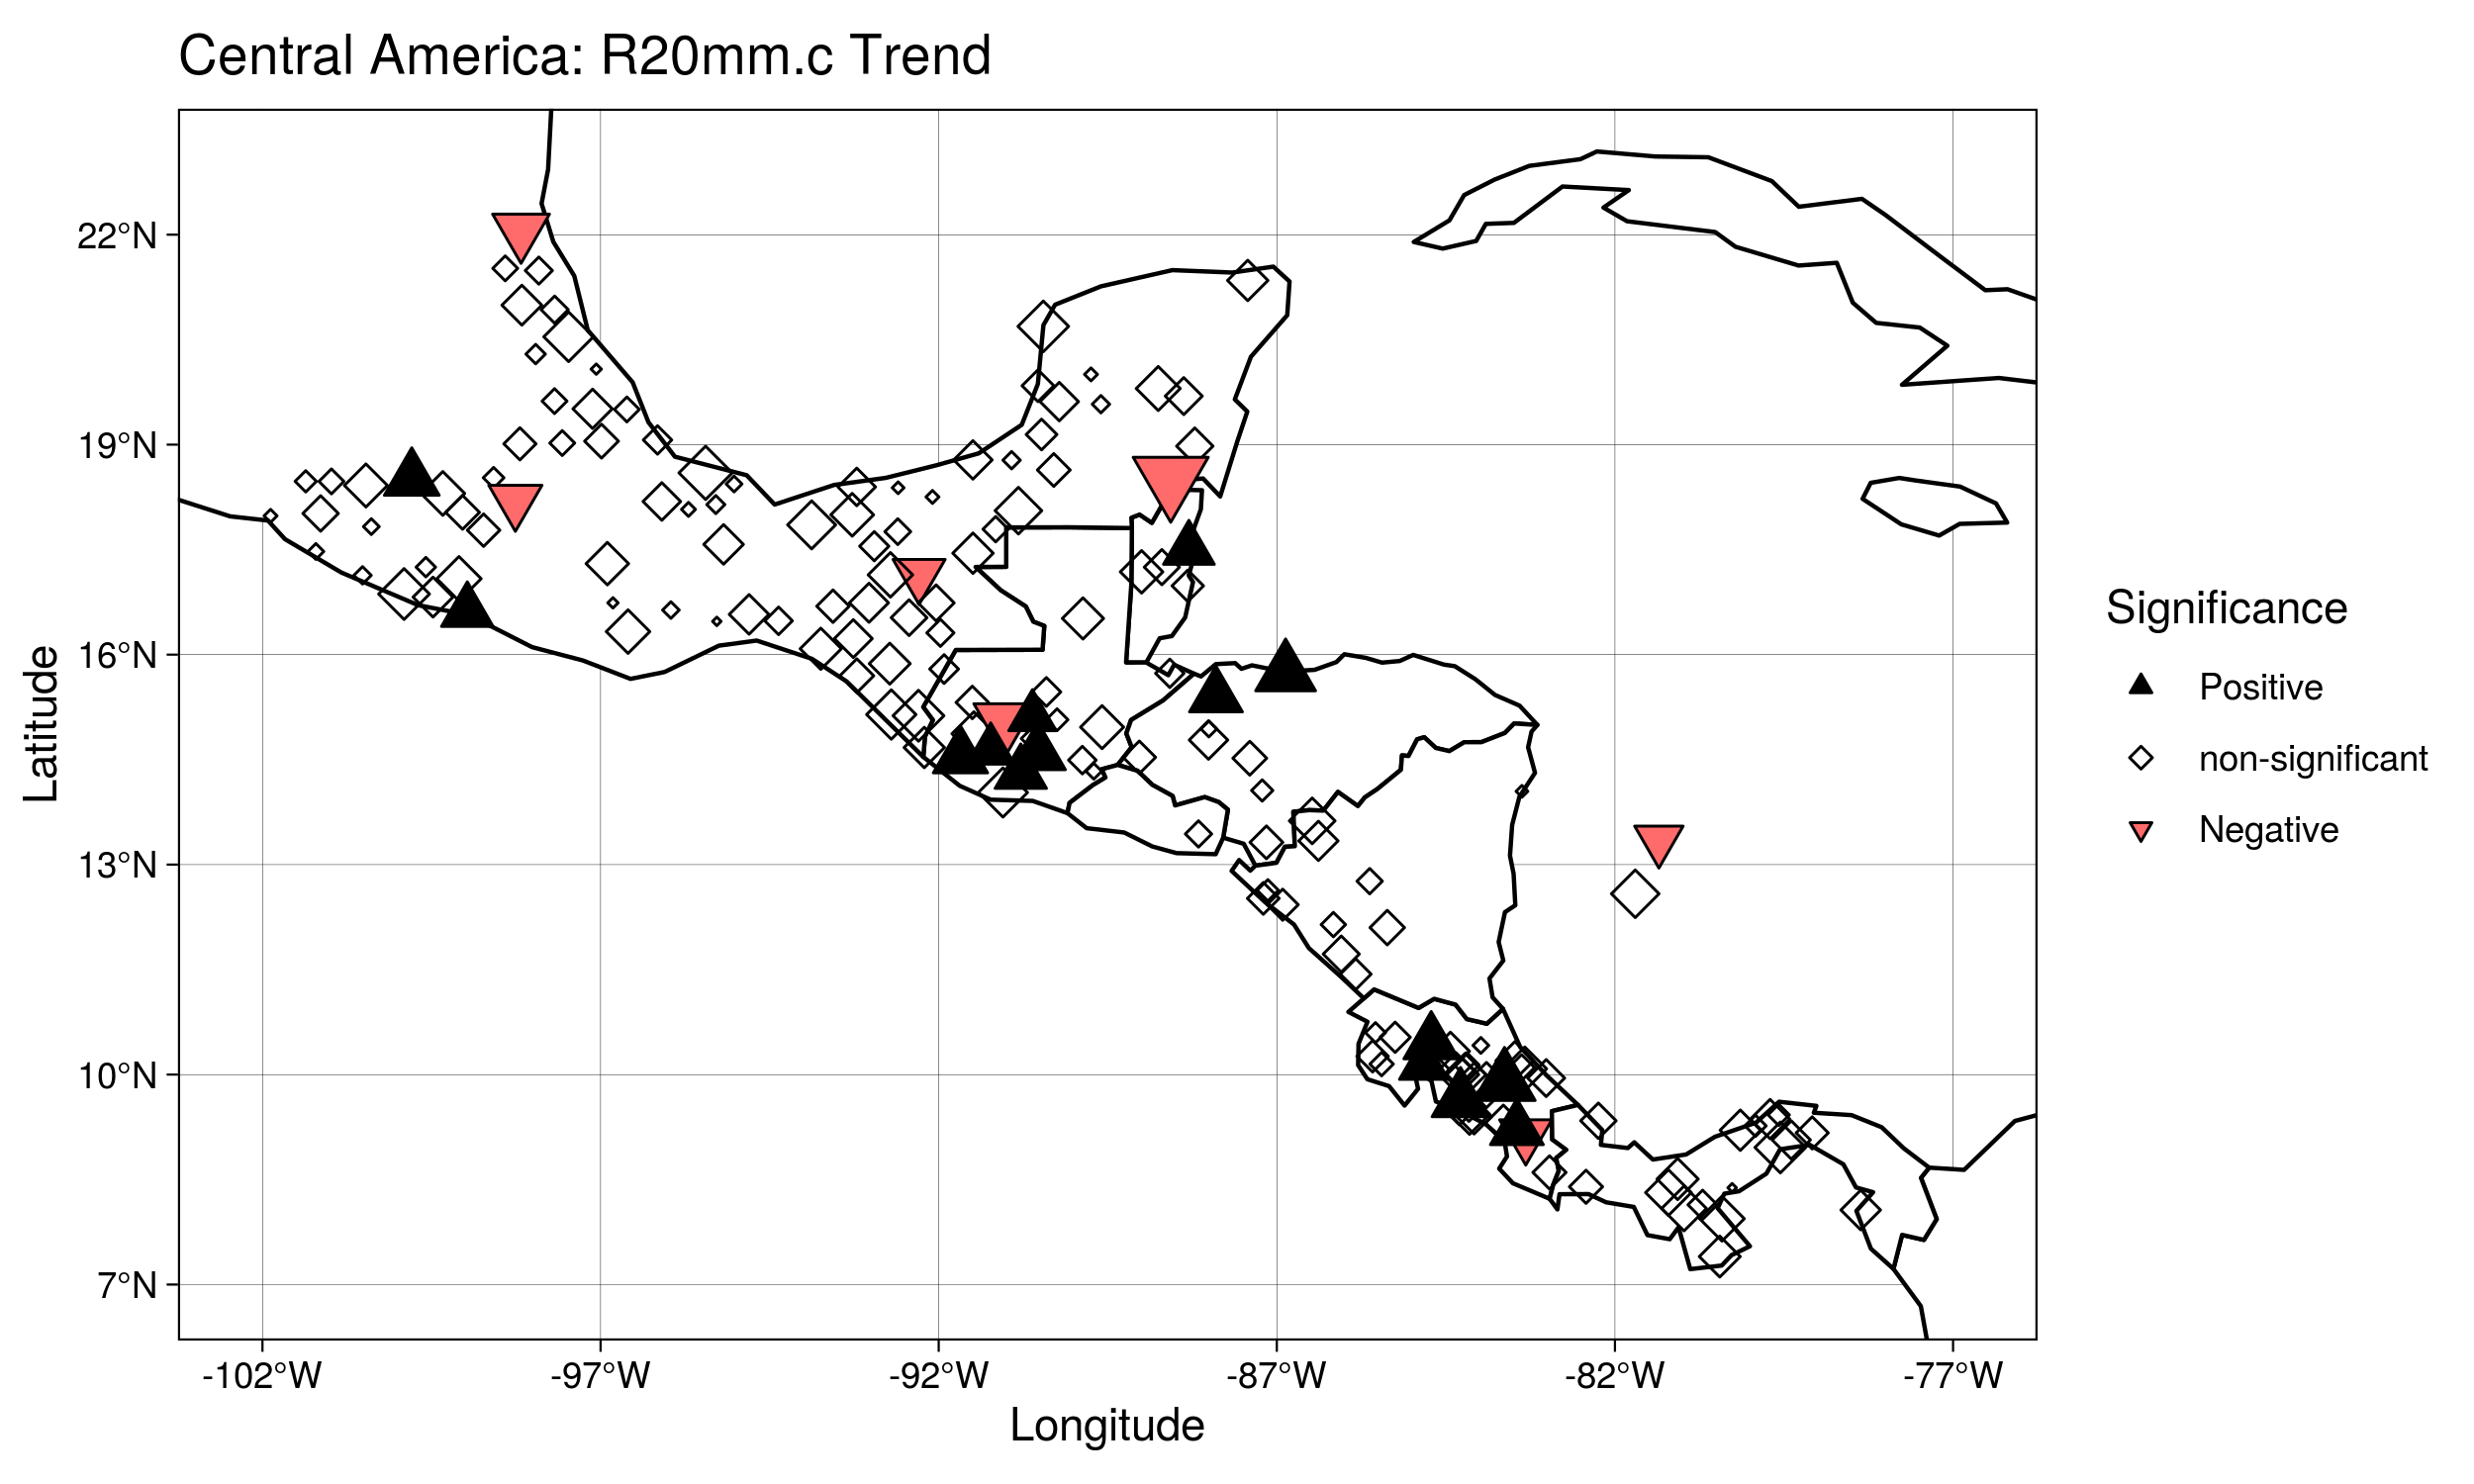 Central America: R20mm.c Trend
22°N
19°N
16°N
13°N
10°N
7°N
Latitude
-102°W
-97°W
-92°W
-87°W
-82°W
-77°W
Longitude
Significance
Positive
non-significant
Negative